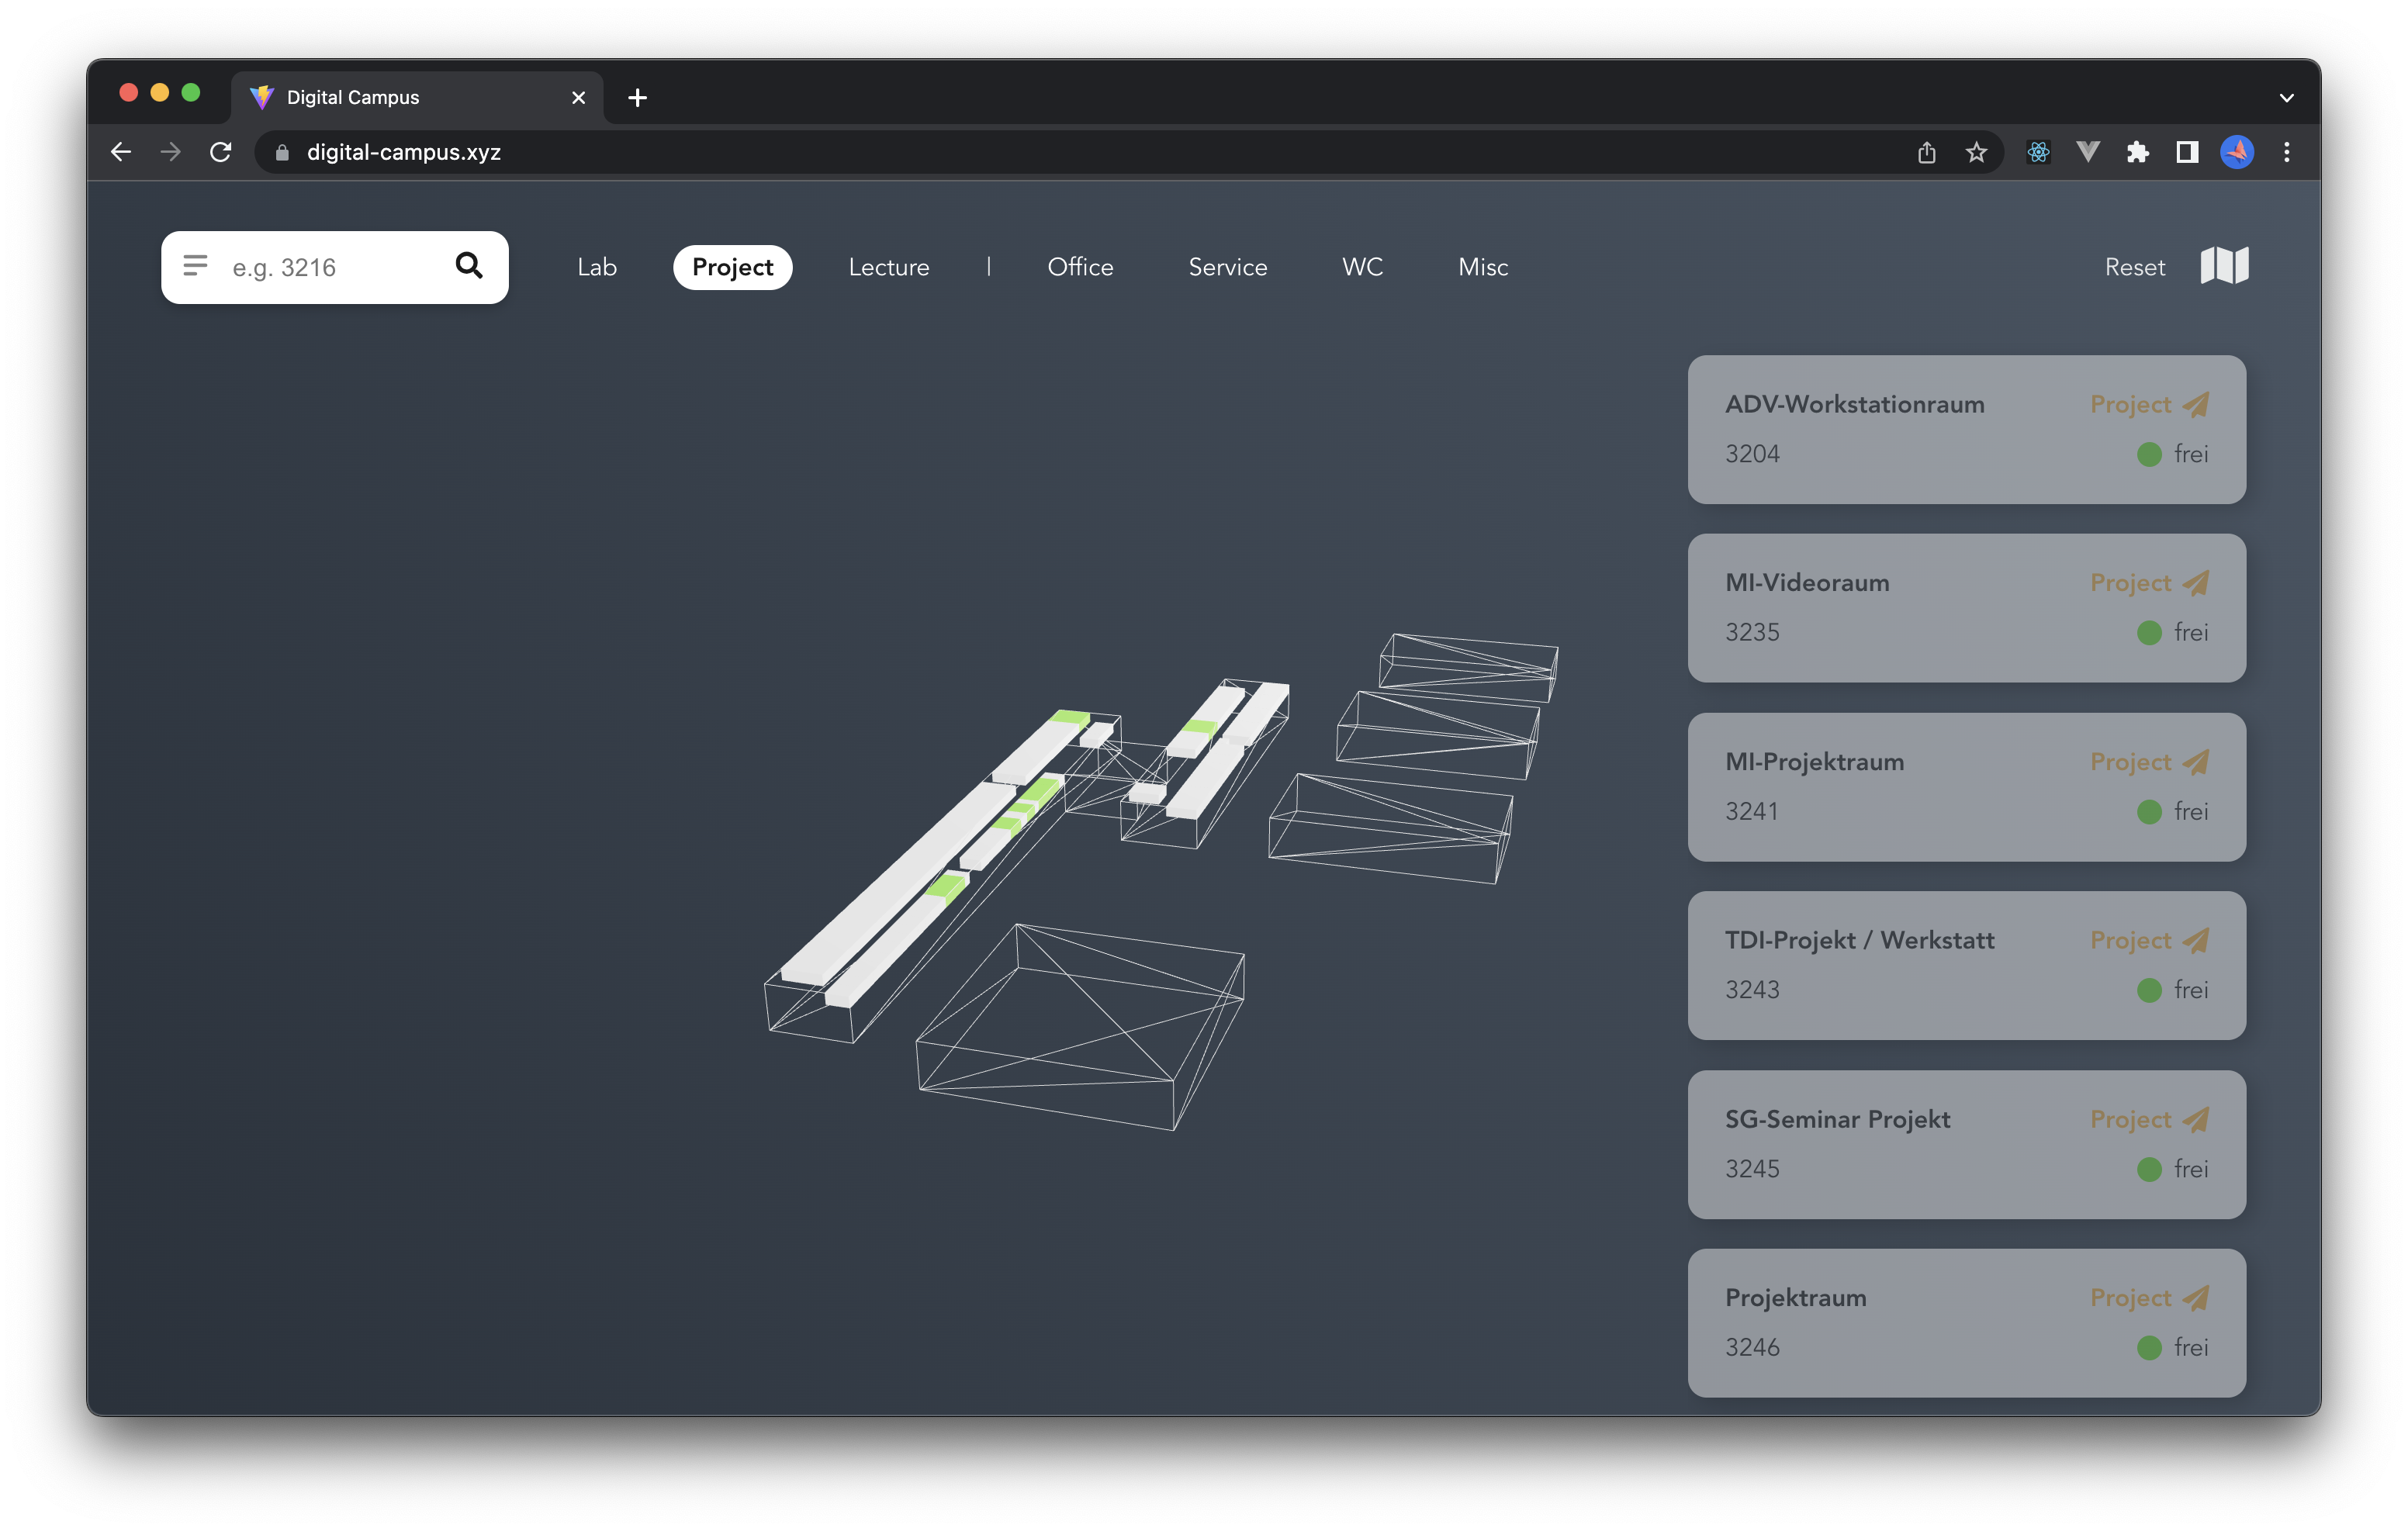 Digital Campus
digital-campus.xyz
e.g. 3216
Lab Project Lecture | Office Service WC Misc
Reset
ADV-Workstationraum Project
3204 frei
MI-Videoraum Project
3235 frei
MI-Projektraum Project
3241 frei
TDI-Projekt / Werkstatt Project
3243 frei
SG-Seminar Projekt Project
3245 frei
Projektraum Project
3246 frei